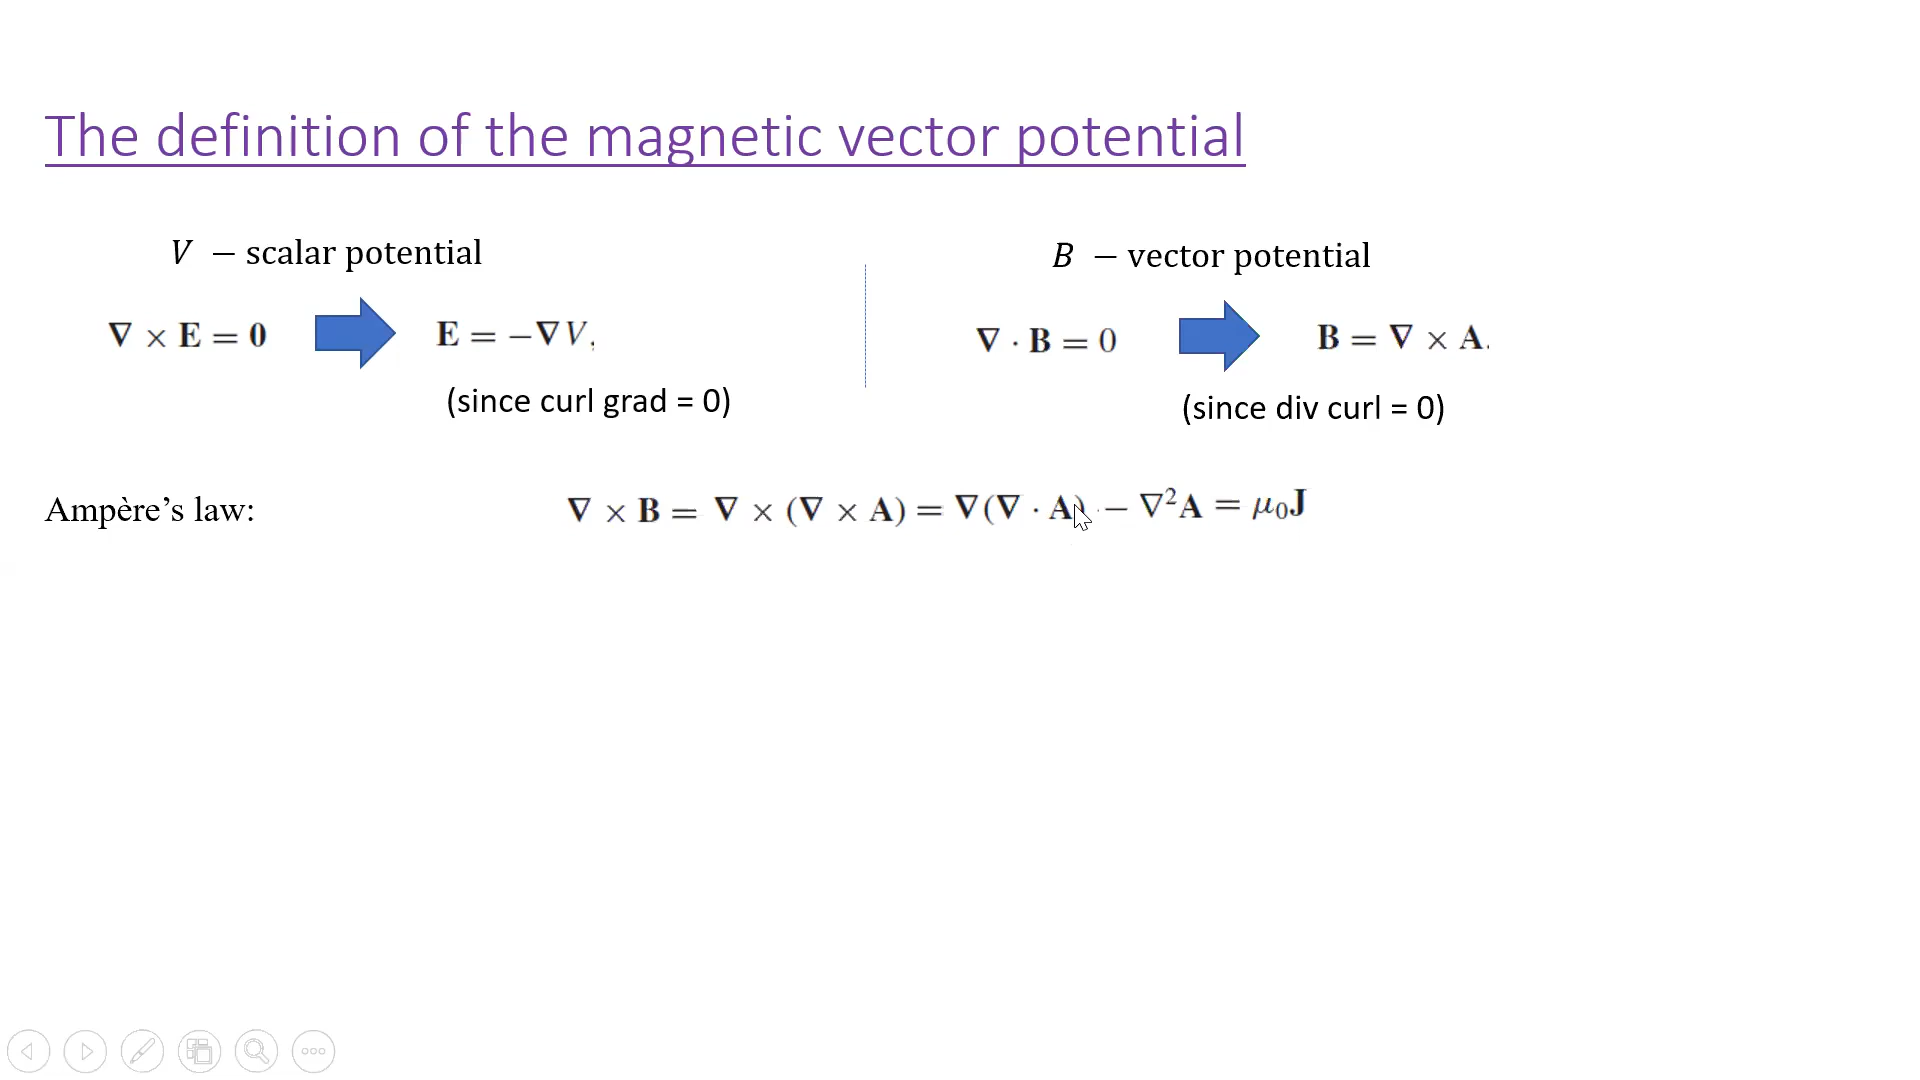 The definition of the magnetic vector potential
V – scalar potential
∇ × E = 0
E = −∇V,
(since curl grad = 0)
B – vector potential
∇ · B = 0
B = ∇ × A.
(since div curl = 0)
Ampère’s law:
∇ × B = ∇ × (∇ × A) = ∇(∇ · A) − ∇²A = μ₀J